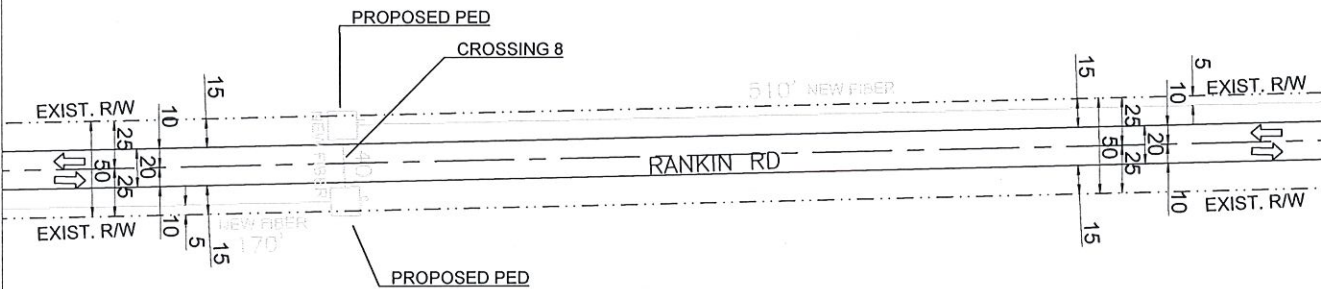 PROPOSED PED
CROSSING 8
510' NEW FIBER
EXIST. R/W
EXIST. R/W
15
10
25
50
20
25
10
5
15
NEW FIBER
40'
RANKIN RD
15
5
10
25
50
20
25
10
15
EXIST. R/W
EXIST. R/W
NEW FIBER
170'
PROPOSED PED